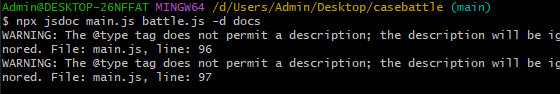 Admin@DESKTOP-26NFFAT MINGW64 /d/Users/Admin/Desktop/casebattle (main)
$ npx jsdoc main.js battle.js -d docs
WARNING: The @type tag does not permit a description; the description will be ig
nored. File: main.js, line: 96
WARNING: The @type tag does not permit a description; the description will be ig
nored. File: main.js, line: 97